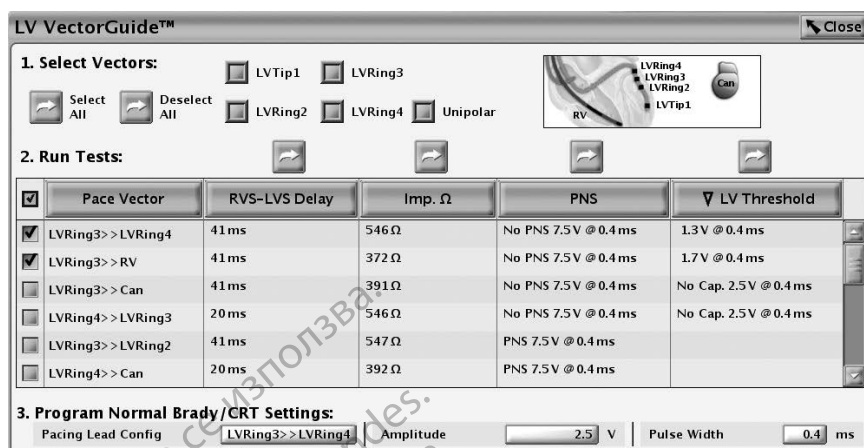 LV VectorGuide™
Close
1. Select Vectors:
LVTip1 LVRing3
Select All Deselect All LVRing2 LVRing4 Unipolar
LVRing4
LVRing3
LVRing2
LVTip1
RV
Can
2. Run Tests:
Pace Vector RVS-LVS Delay Imp. Ω PNS ∇ LV Threshold
LVRing3>>LVRing4 41ms 546Ω No PNS 7.5V @ 0.4ms 1.3V @ 0.4ms
LVRing3>>RV 41ms 372Ω No PNS 7.5V @ 0.4ms 1.7V @ 0.4ms
LVRing3>>Can 41ms 391Ω No PNS 7.5V @ 0.4ms No Cap. 2.5V @ 0.4ms
LVRing4>>LVRing3 20ms 546Ω No PNS 7.5V @ 0.4ms No Cap. 2.5V @ 0.4ms
LVRing3>>LVRing2 41ms 547Ω PNS 7.5V @ 0.4ms
LVRing4>>Can 20ms 392Ω PNS 7.5V @ 0.4ms
3. Program Normal Brady/CRT Settings:
Pacing Lead Config LVRing3>>LVRing4 Amplitude 2.5 V Pulse Width 0.4 ms
се използва.